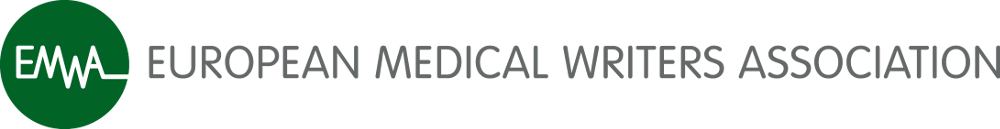 EMWA EUROPEAN MEDICAL WRITERS ASSOCIATION